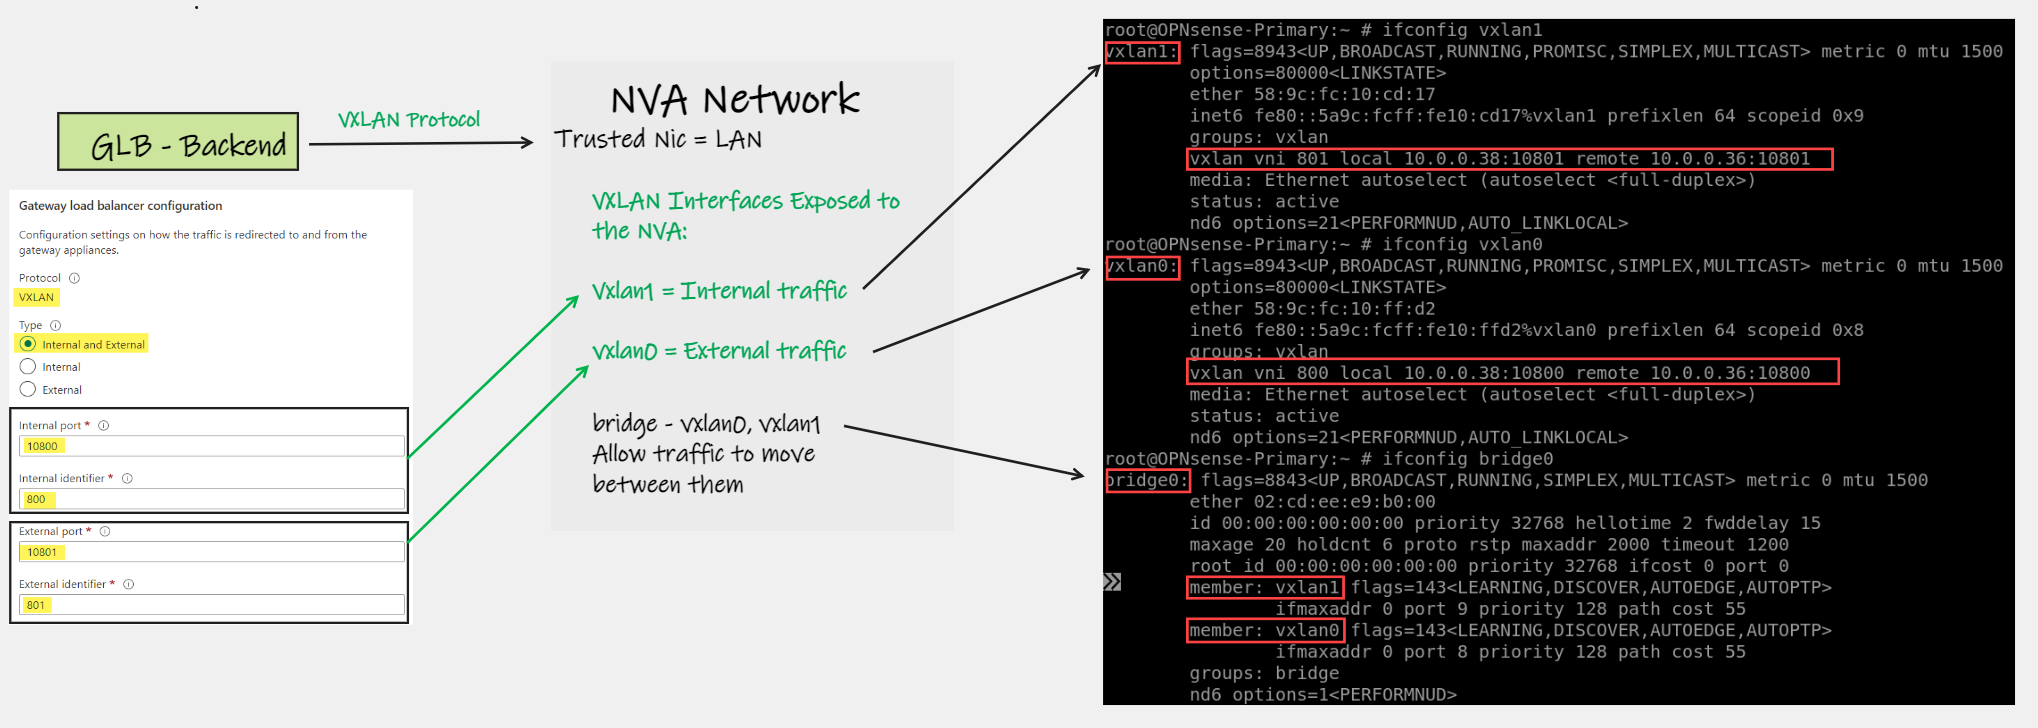 GLB - Backend
VXLAN Protocol
Gateway load balancer configuration
Configuration settings on how the traffic is redirected to and from the
gateway appliances.
Protocol
VXLAN
Type
Internal and External
Internal
External
Internal port *
10800
Internal identifier *
800
External port *
10801
External identifier *
801
NVA Network
Trusted Nic = LAN
VXLAN Interfaces Exposed to
the NVA:
Vxlan1 = Internal traffic
vxlan0 = External traffic
bridge - vxlan0, vxlan1
Allow traffic to move
between them
root@OPNsense-Primary:~ # ifconfig vxlan1
vxlan1: flags=8943<UP,BROADCAST,RUNNING,PROMISC,SIMPLEX,MULTICAST> metric 0 mtu 1500
options=80000<LINKSTATE>
ether 58:9c:fc:10:cd:17
inet6 fe80::5a9c:fcff:fe10:cd17%vxlan1 prefixlen 64 scopeid 0x9
groups: vxlan
vxlan vni 801 local 10.0.0.38:10801 remote 10.0.0.36:10801
media: Ethernet autoselect (autoselect <full-duplex>)
status: active
nd6 options=21<PERFORMNUD,AUTO_LINKLOCAL>
root@OPNsense-Primary:~ # ifconfig vxlan0
vxlan0: flags=8943<UP,BROADCAST,RUNNING,PROMISC,SIMPLEX,MULTICAST> metric 0 mtu 1500
options=80000<LINKSTATE>
ether 58:9c:fc:10:ff:d2
inet6 fe80::5a9c:fcff:fe10:ffd2%vxlan0 prefixlen 64 scopeid 0x8
groups: vxlan
vxlan vni 800 local 10.0.0.38:10800 remote 10.0.0.36:10800
media: Ethernet autoselect (autoselect <full-duplex>)
status: active
nd6 options=21<PERFORMNUD,AUTO_LINKLOCAL>
root@OPNsense-Primary:~ # ifconfig bridge0
bridge0: flags=8843<UP,BROADCAST,RUNNING,SIMPLEX,MULTICAST> metric 0 mtu 1500
ether 02:cd:ee:e9:b0:00
id 00:00:00:00:00:00 priority 32768 hellotime 2 fwddelay 15
maxage 20 holdcnt 6 proto rstp maxaddr 2000 timeout 1200
root id 00:00:00:00:00:00 priority 32768 ifcost 0 port 0
member: vxlan1 flags=143<LEARNING,DISCOVER,AUTOEDGE,AUTOPTP>
ifmaxaddr 0 port 9 priority 128 path cost 55
member: vxlan0 flags=143<LEARNING,DISCOVER,AUTOEDGE,AUTOPTP>
ifmaxaddr 0 port 8 priority 128 path cost 55
groups: bridge
nd6 options=1<PERFORMNUD>